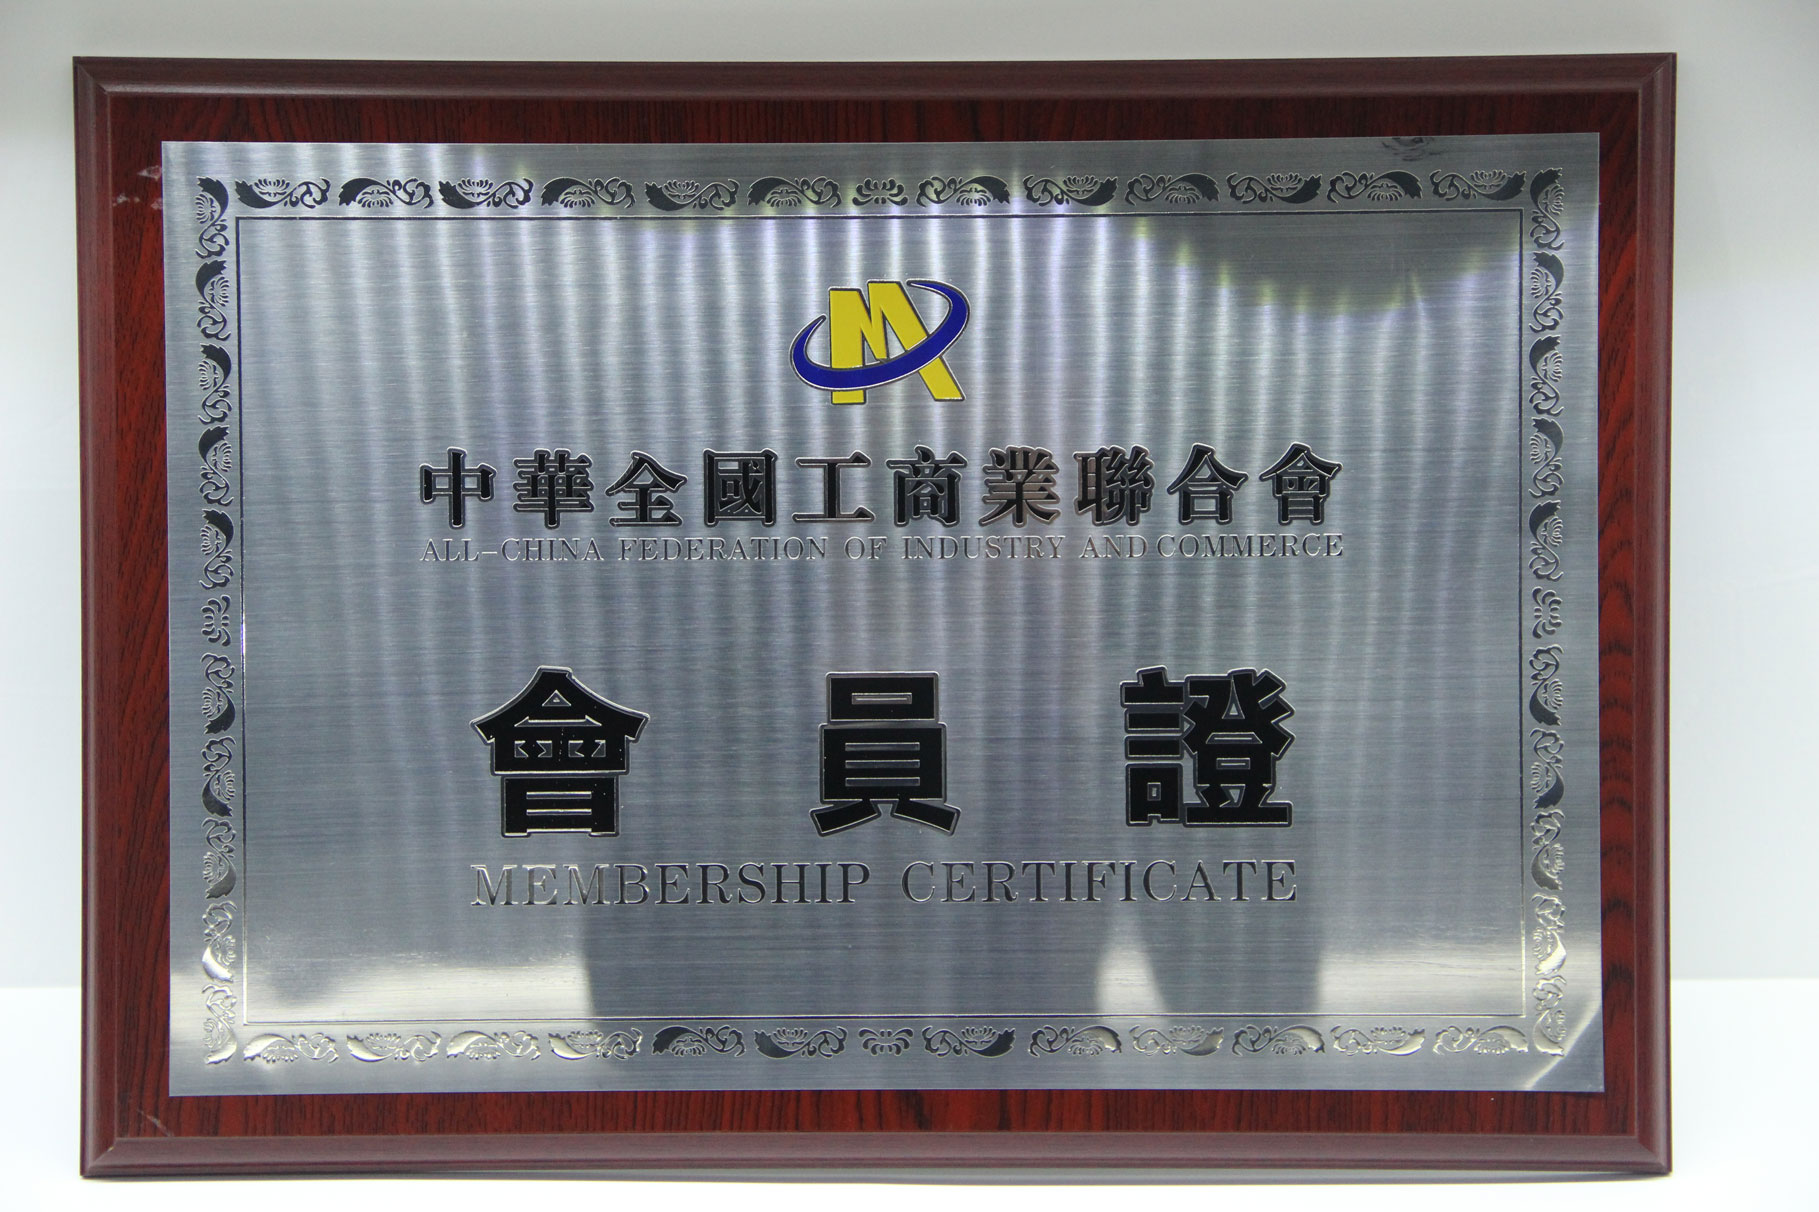 中華全國工商業聯合會
ALL-CHINA FEDERATION OF INDUSTRY AND COMMERCE
會員證
MEMBERSHIP CERTIFICATE